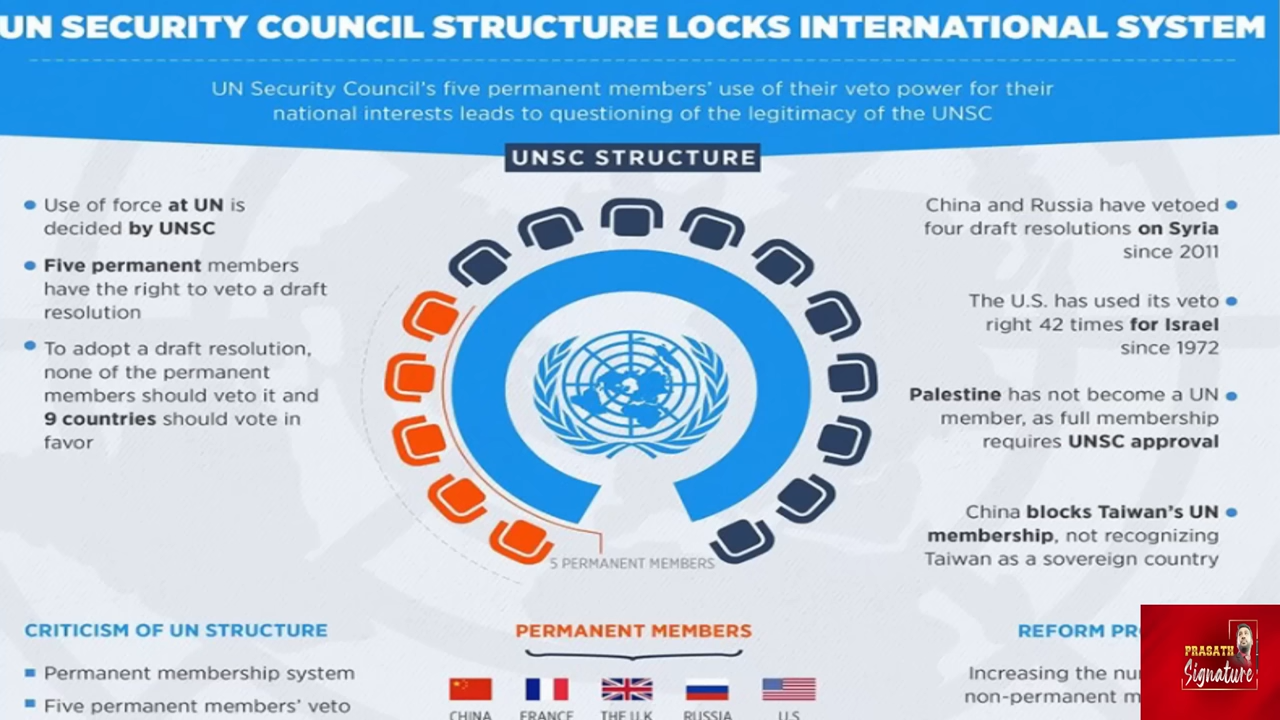 UN SECURITY COUNCIL STRUCTURE LOCKS INTERNATIONAL SYSTEM
UN Security Council's five permanent members' use of their veto power for their
national interests leads to questioning of the legitimacy of the UNSC
UNSC STRUCTURE
Use of force at UN is
decided by UNSC
Five permanent members
have the right to veto a draft
resolution
To adopt a draft resolution,
none of the permanent
members should veto it and
9 countries should vote in
favor
China and Russia have vetoed
four draft resolutions on Syria
since 2011
The U.S. has used its veto
right 42 times for Israel
since 1972
Palestine has not become a UN
member, as full membership
requires UNSC approval
China blocks Taiwan's UN
membership, not recognizing
Taiwan as a sovereign country
5 PERMANENT MEMBERS
CRITICISM OF UN STRUCTURE
Permanent membership system
Five permanent members' veto
PERMANENT MEMBERS
CHINA
FRANCE
THE U.K
RUSSIA
U.S
REFORM
Increasing the
non-permanent
PRASATH
Signature